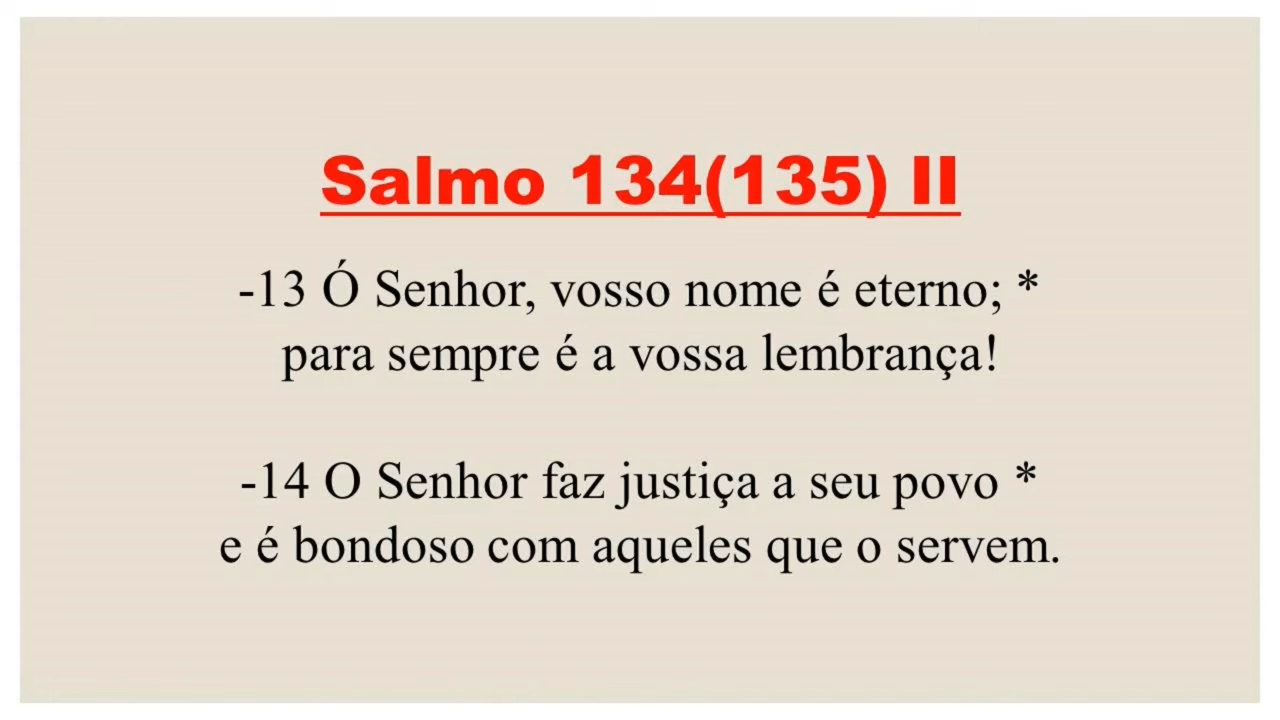 Salmo 134(135) II
-13 Ó Senhor, vosso nome é eterno; *
para sempre é a vossa lembrança!
-14 O Senhor faz justiça a seu povo *
e é bondoso com aqueles que o servem.